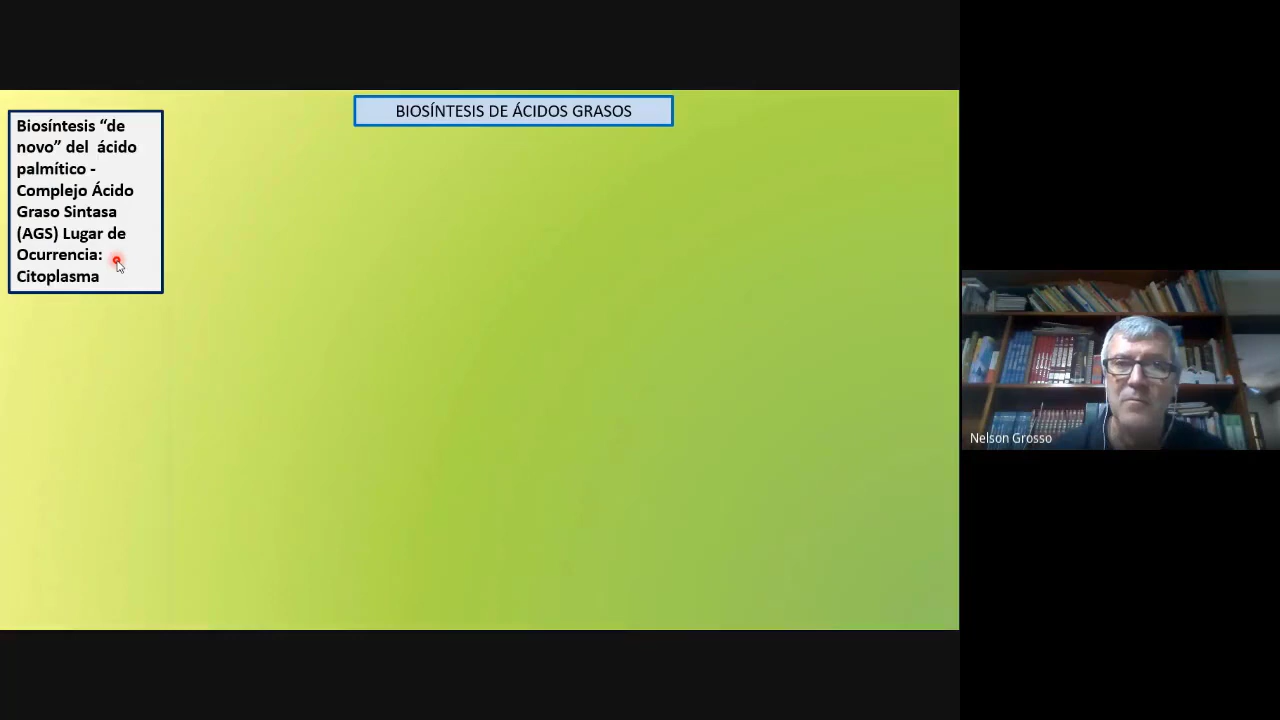 BIOSÍNTESIS DE ÁCIDOS GRASOS
Biosíntesis “de
novo” del ácido
palmítico -
Complejo Ácido
Graso Sintasa
(AGS) Lugar de
Ocurrencia:
Citoplasma
Nelson Grosso